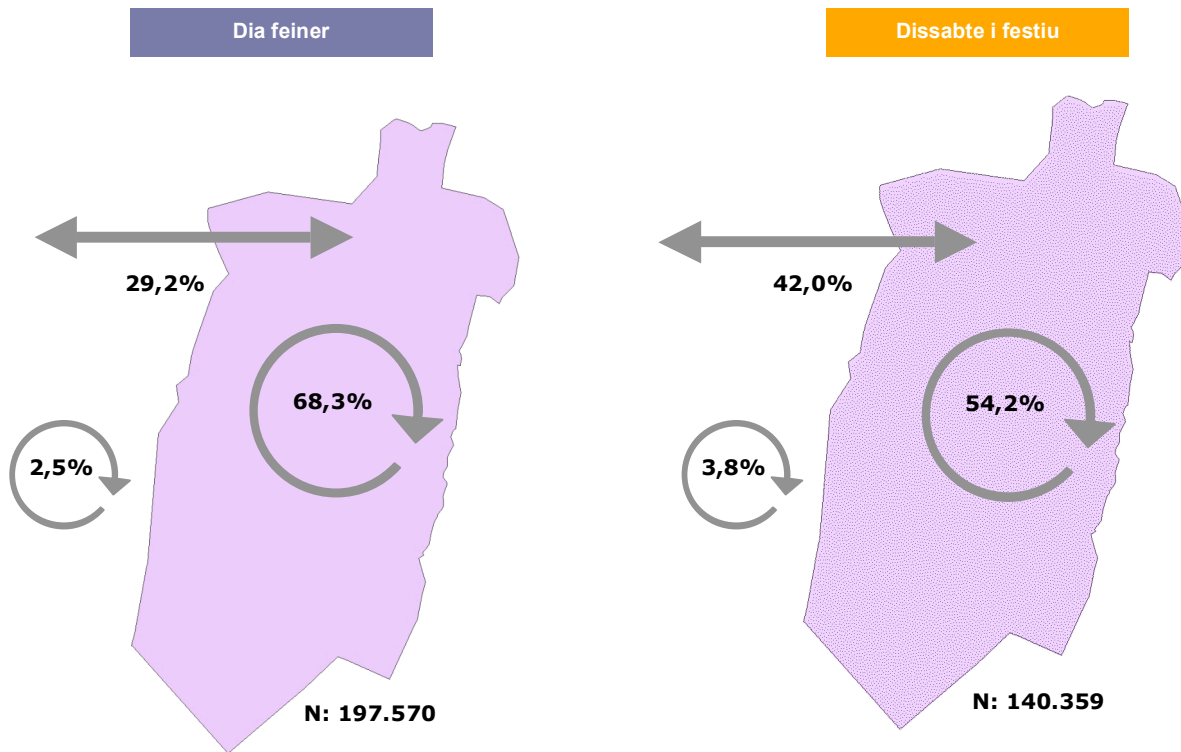 Dia feiner
Dissabte i festiu
29,2%
42,0%
68,3%
54,2%
2,5%
3,8%
N: 197.570
N: 140.359